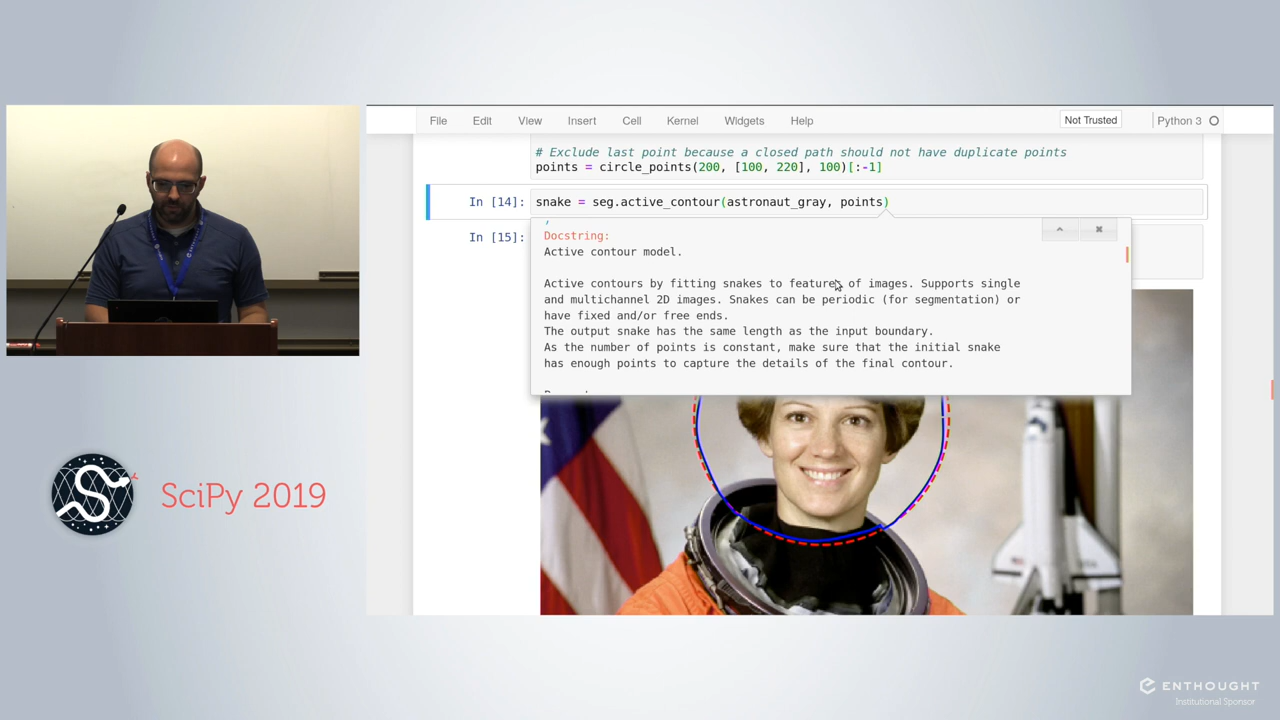 File Edit View Insert Cell Kernel Widgets Help Not Trusted Python 3
# Exclude last point because a closed path should not have duplicate points
points = circle_points(200, [100, 220], 100)[:-1]
In [14]: snake = seg.active_contour(astronaut_gray, points)
In [15]:
Docstring:
Active contour model.
Active contours by fitting snakes to features of images. Supports single
and multichannel 2D images. Snakes can be periodic (for segmentation) or
have fixed and/or free ends.
The output snake has the same length as the input boundary.
As the number of points is constant, make sure that the initial snake
has enough points to capture the details of the final contour.
SciPy 2019
ENTHOUGHT
Institutional Sponsor